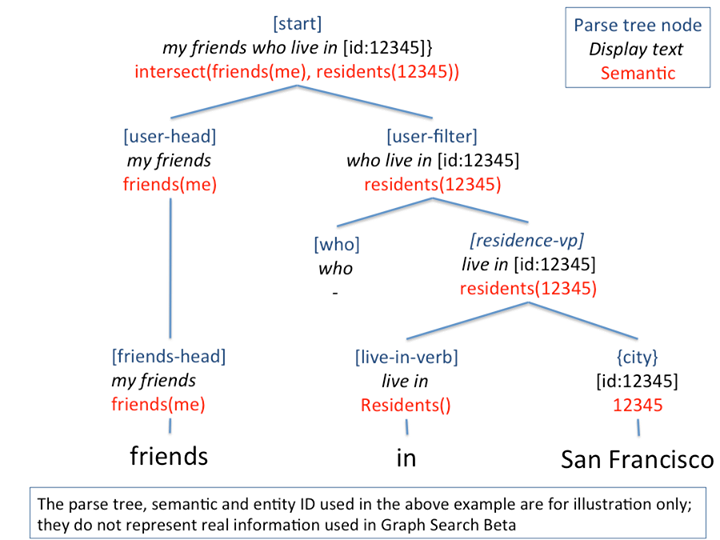 [start]
my friends who live in [id:12345]}
intersect(friends(me), residents(12345))
Parse tree node
Display text
Semantic
[user-head]
my friends
friends(me)
[user-filter]
who live in [id:12345]
residents(12345)
[who]
who
-
[residence-vp]
live in [id:12345]
residents(12345)
[friends-head]
my friends
friends(me)
[live-in-verb]
live in
Residents()
{city}
[id:12345]
12345
friends
in
San Francisco
The parse tree, semantic and entity ID used in the above example are for illustration only;
they do not represent real information used in Graph Search Beta